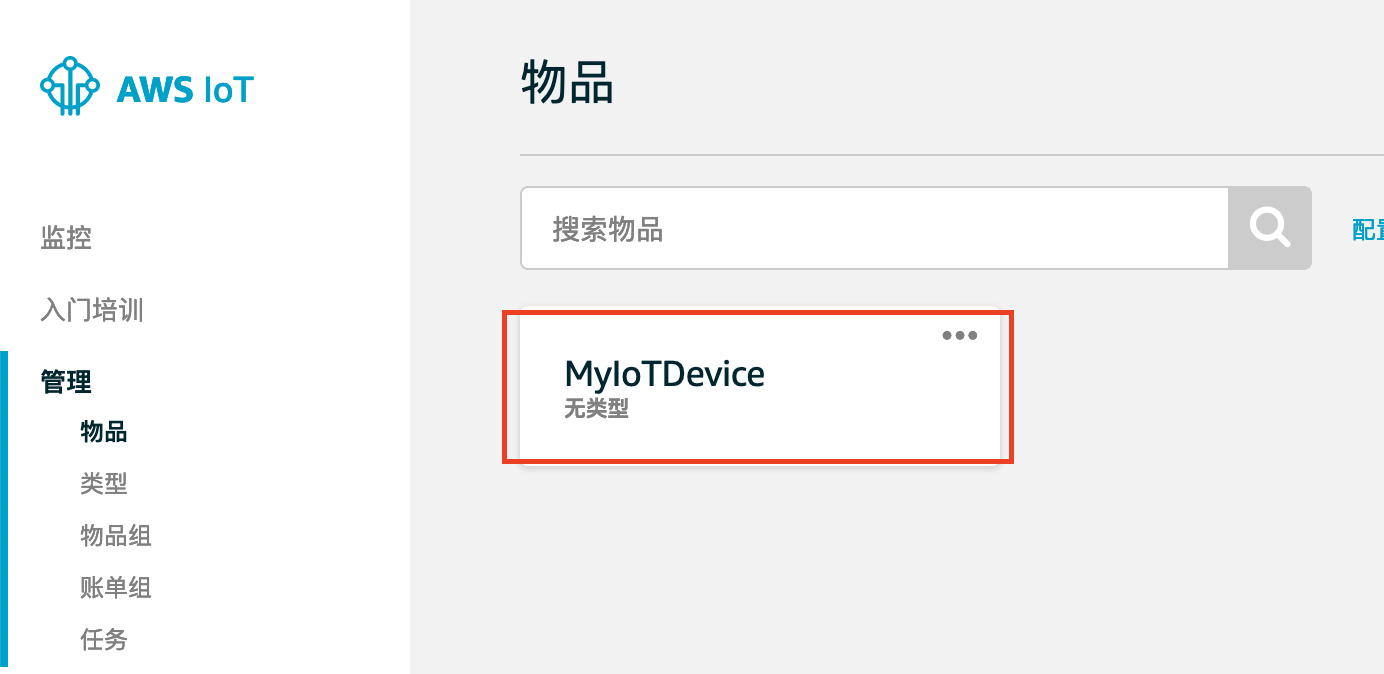 AWS IoT
监控
入门培训
管理
物品
类型
物品组
账单组
任务
物品
搜索物品
配
MyIoTDevice
无类型